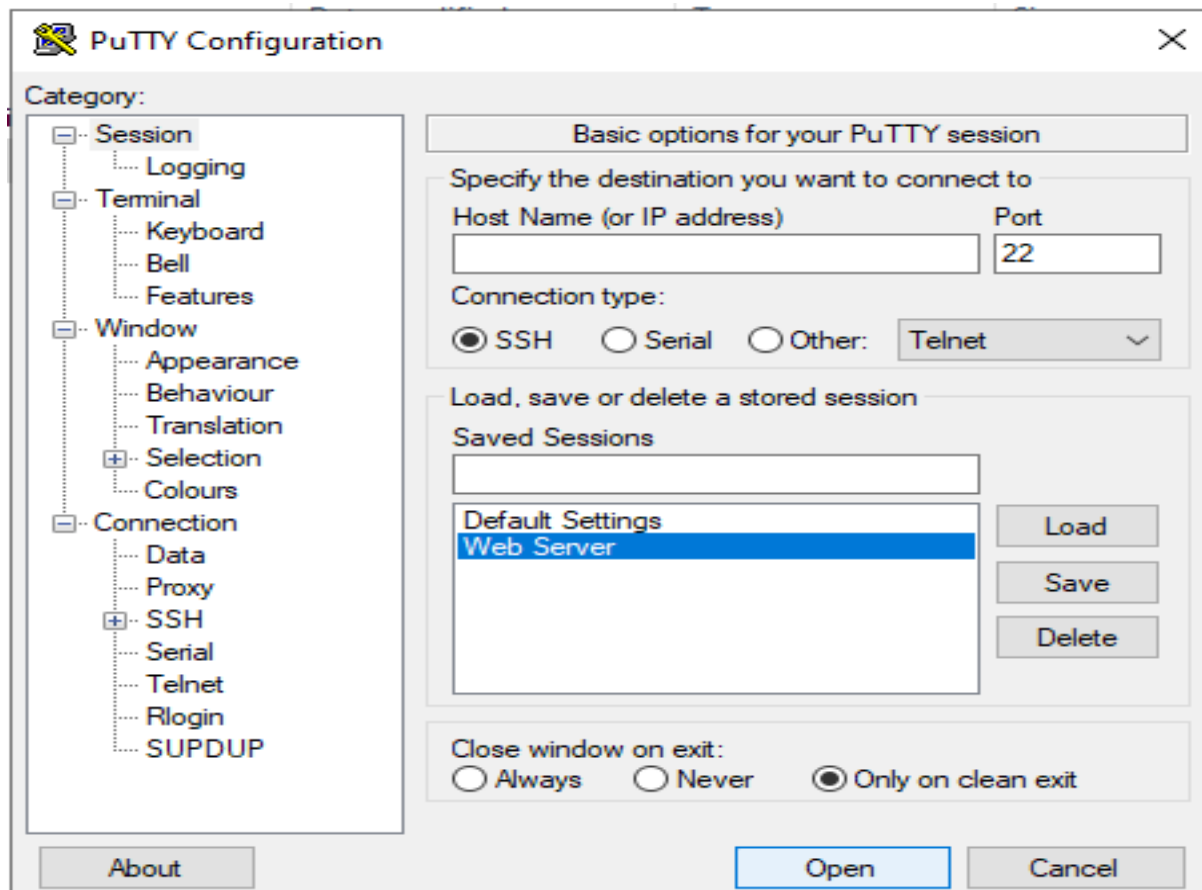 PuTTY Configuration
Category:
Session
Logging
Terminal
Keyboard
Bell
Features
Window
Appearance
Behaviour
Translation
Selection
Colours
Connection
Data
Proxy
SSH
Serial
Telnet
Rlogin
SUPDUP
Basic options for your PuTTY session
Specify the destination you want to connect to
Host Name (or IP address) Port
22
Connection type:
SSH Serial Other: Telnet
Load, save or delete a stored session
Saved Sessions
Default Settings
Web Server
Load
Save
Delete
Close window on exit:
Always Never Only on clean exit
About Open Cancel